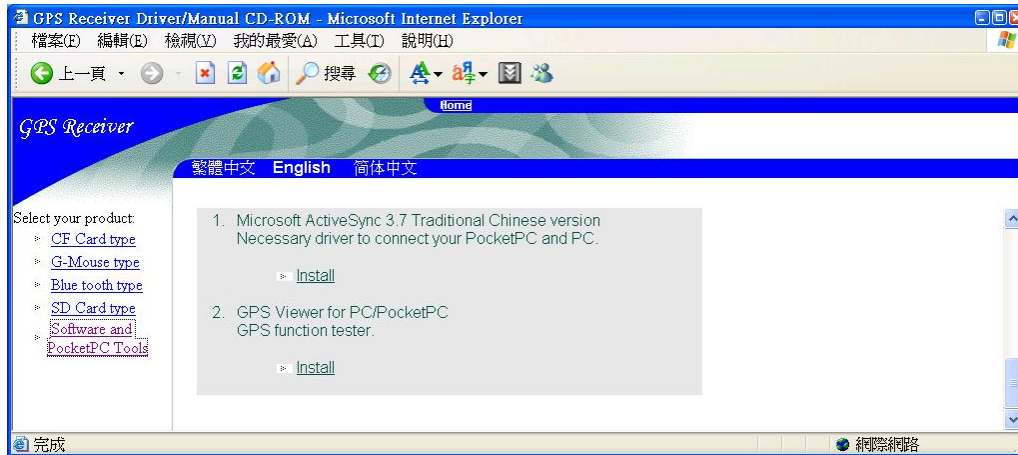 GPS Receiver Driver/Manual CD-ROM - Microsoft Internet Explorer
檔案(F) 編輯(E) 檢視(V) 我的最愛(A) 工具(T) 說明(H)
上一頁 搜尋
Home
GPS Receiver
繁體中文 English 简体中文
Select your product:
CF Card type
G-Mouse type
Blue tooth type
SD Card type
Software and
PocketPC Tools
1. Microsoft ActiveSync 3.7 Traditional Chinese version
Necessary driver to connect your PocketPC and PC.
Install
2. GPS Viewer for PC/PocketPC
GPS function tester.
Install
完成 網際網路